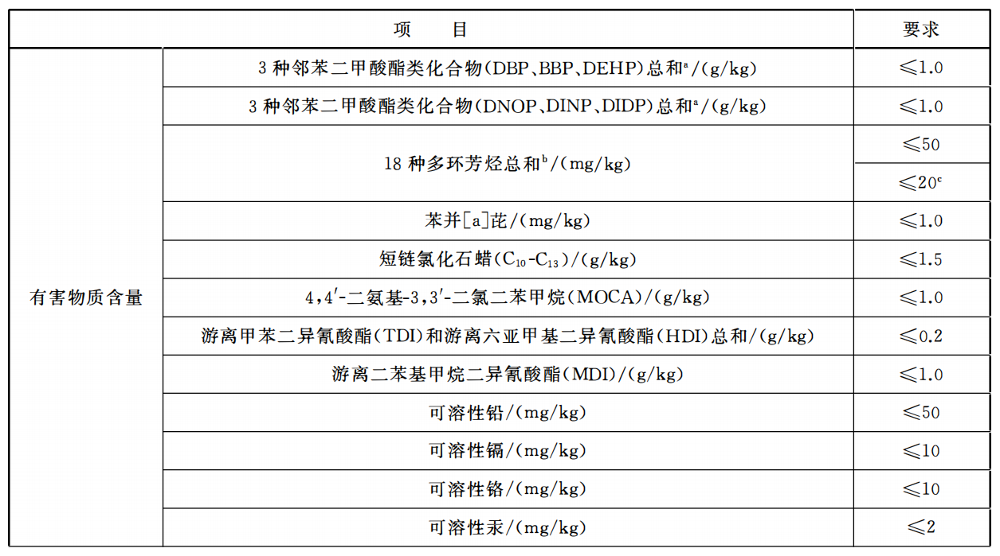 项 目 要求
3 种邻苯二甲酸酯类化合物(DBP、BBP、DEHP)总和ᵃ/(g/kg) ≤1.0
3 种邻苯二甲酸酯类化合物(DNOP、DINP、DIDP)总和ᵃ/(g/kg) ≤1.0
18 种多环芳烃总和ᵇ/(mg/kg) ≤50
≤20ᶜ
苯并[a]芘/(mg/kg) ≤1.0
短链氯化石蜡(C₁₀-C₁₃)/(g/kg) ≤1.5
有害物质含量
4,4′-二氨基-3,3′-二氯二苯甲烷(MOCA)/(g/kg) ≤1.0
游离甲苯二异氰酸酯(TDI)和游离六亚甲基二异氰酸酯(HDI)总和/(g/kg) ≤0.2
游离二苯基甲烷二异氰酸酯(MDI)/(g/kg) ≤1.0
可溶性铅/(mg/kg) ≤50
可溶性镉/(mg/kg) ≤10
可溶性铬/(mg/kg) ≤10
可溶性汞/(mg/kg) ≤2